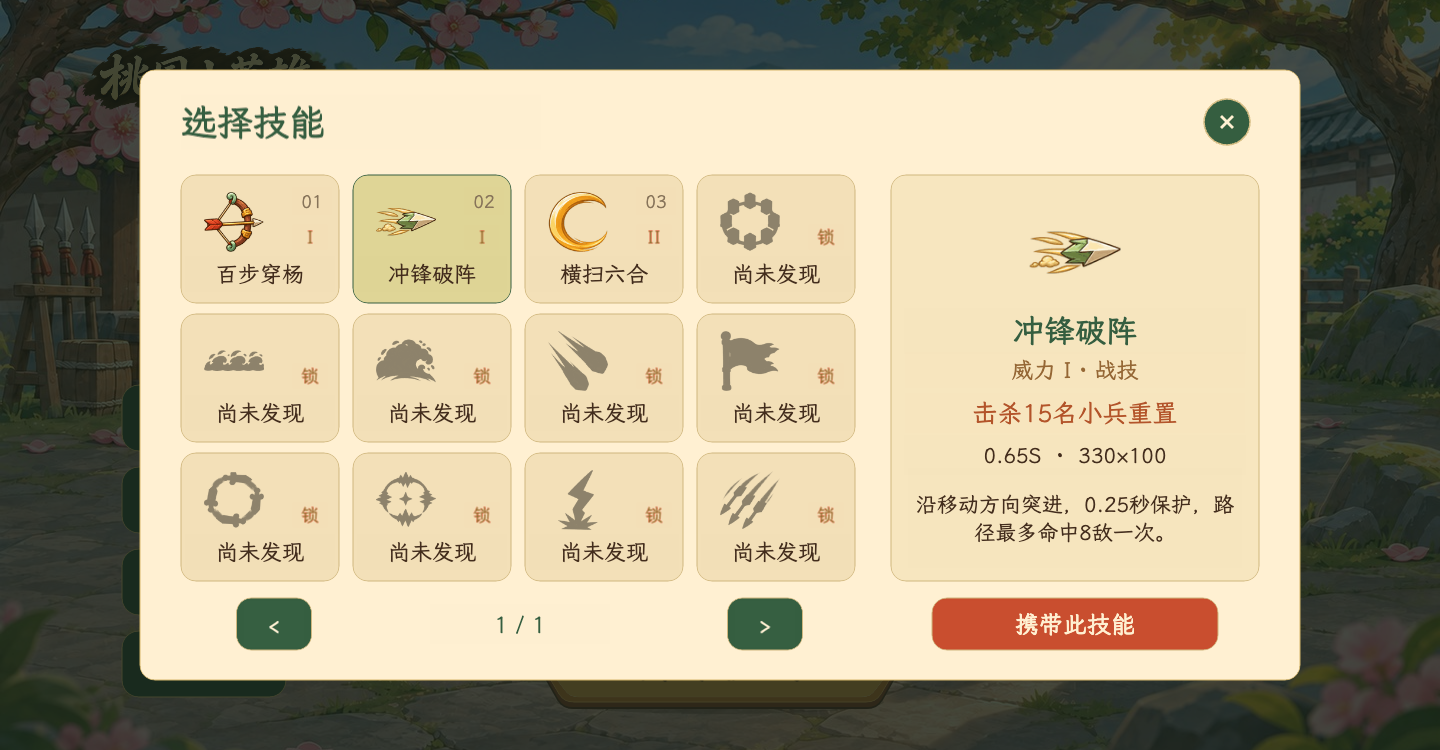 选择技能
×
01
I
百步穿杨
02
I
冲锋破阵
03
II
横扫六合
锁
尚未发现
锁
尚未发现
锁
尚未发现
锁
尚未发现
锁
尚未发现
锁
尚未发现
锁
尚未发现
锁
尚未发现
锁
尚未发现
<
1 / 1
>
冲锋破阵
威力 I·战技
击杀15名小兵重置
0.65S · 330×100
沿移动方向突进，0.25秒保护，路
径最多命中8敌一次。
携带此技能